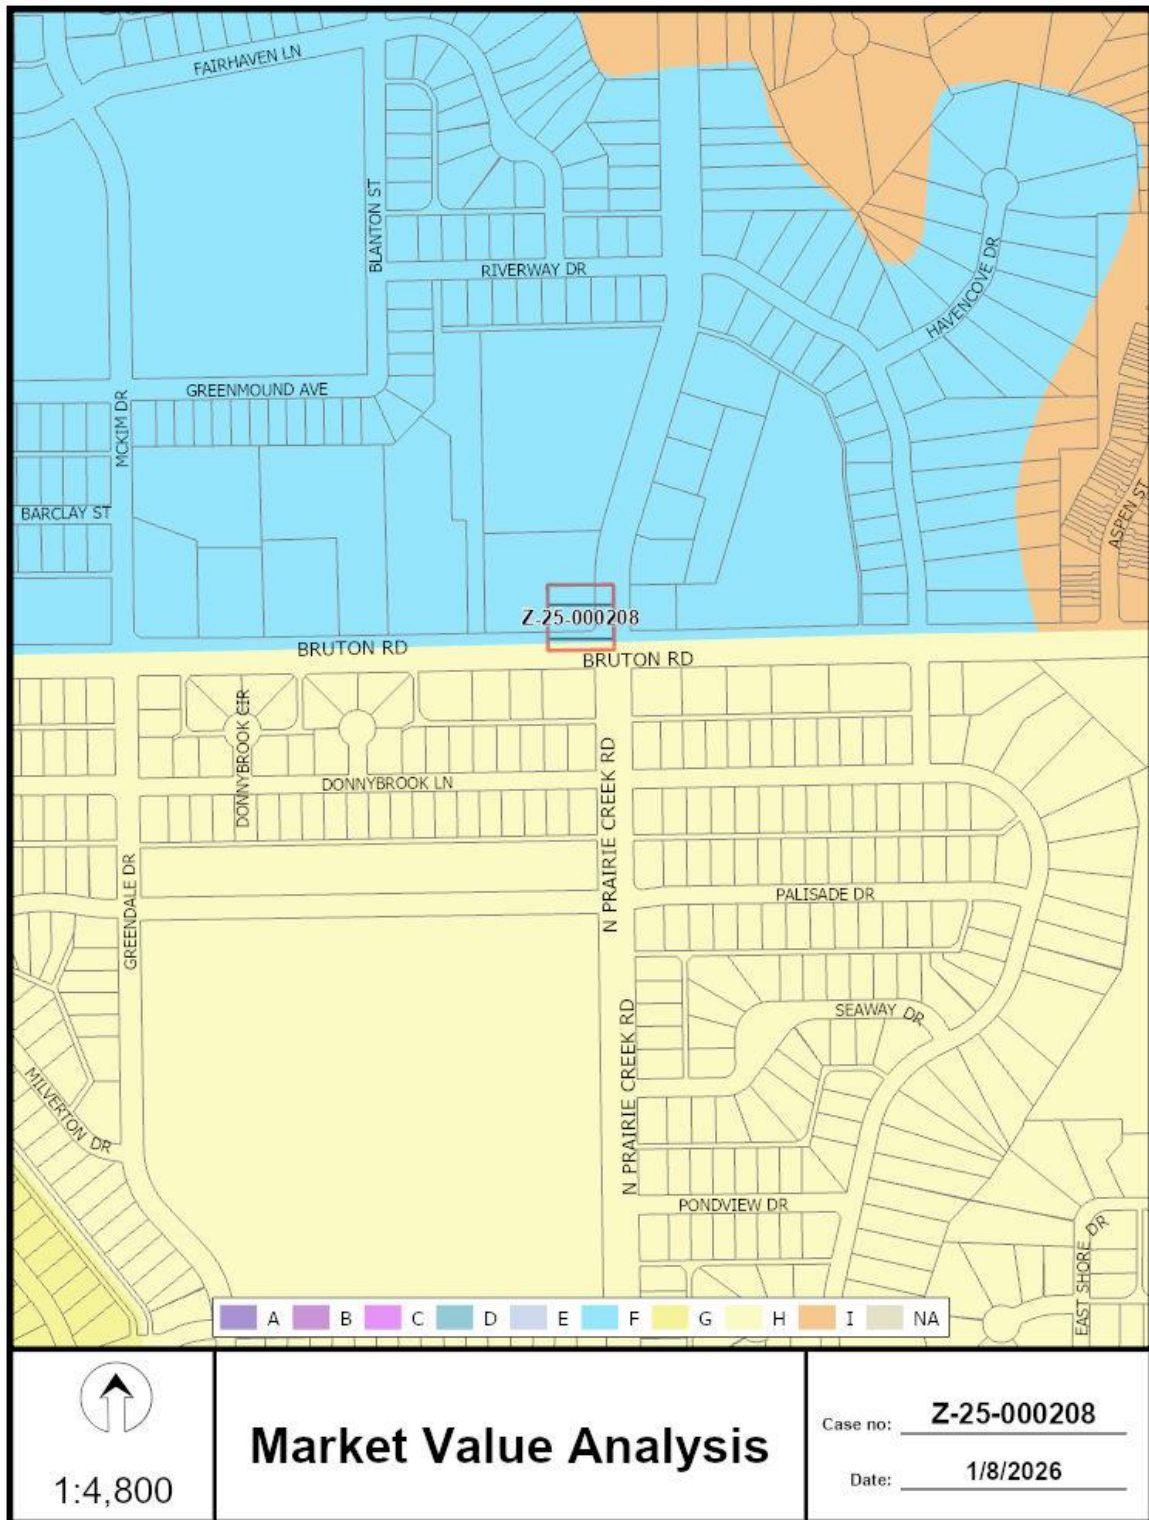 FAIRHAVEN LN
BLANTON ST
RIVERWAY DR
HAVENCOVE DR
GREENMOUND AVE
MCKIM DR
BARCLAY ST
ASPEN ST
Z-25-000208
BRUTON RD
BRUTON RD
DONNYBROOK CIR
DONNYBROOK LN
N PRAIRIE CREEK RD
GREENDALE DR
PALISADE DR
SEAWAY DR
N PRAIRIE CREEK RD
MILVERTON DR
PONDVIEW DR
EAST SHORE DR
A B C D E F G H I NA
1:4,800
Market Value Analysis
Case no: Z-25-000208
Date: 1/8/2026